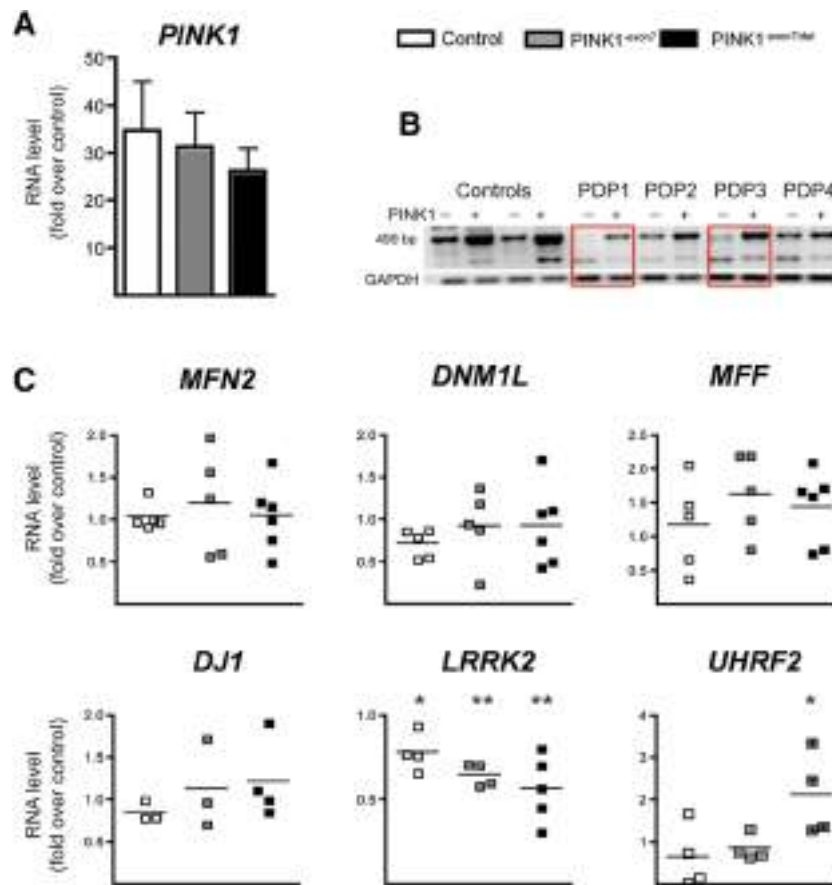 A
PINK1
RNA level
(fold over control)
50
40
30
20
10
Control
PINK1
PINK1
B
Controls PDP1 PDP2 PDP3 PDP4
PINK1 – + – + – + – + – + – +
bp
GAPDH
C
MFN2
RNA level
(fold over control)
2.0
1.5
1.0
0.5
DNM1L
2.0
1.5
1.0
0.5
MFF
2.0
1.5
1.0
0.5
DJ1
RNA level
(fold over control)
2.0
1.5
1.0
0.5
LRRK2
* ** **
1.0
0.5
UHRF2
*
4
3
2
1